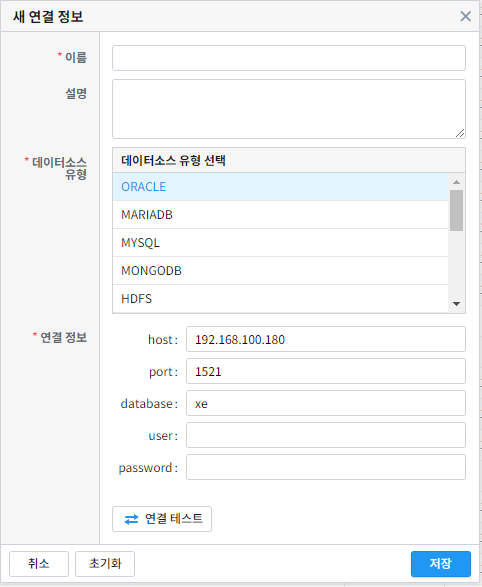 새 연결 정보
* 이름
설명
* 데이터소스
유형
데이터소스 유형 선택
ORACLE
MARIADB
MYSQL
MONGODB
HDFS
* 연결 정보
host :
192.168.100.180
port :
1521
database :
xe
user :
password :
연결 테스트
취소
초기화
저장